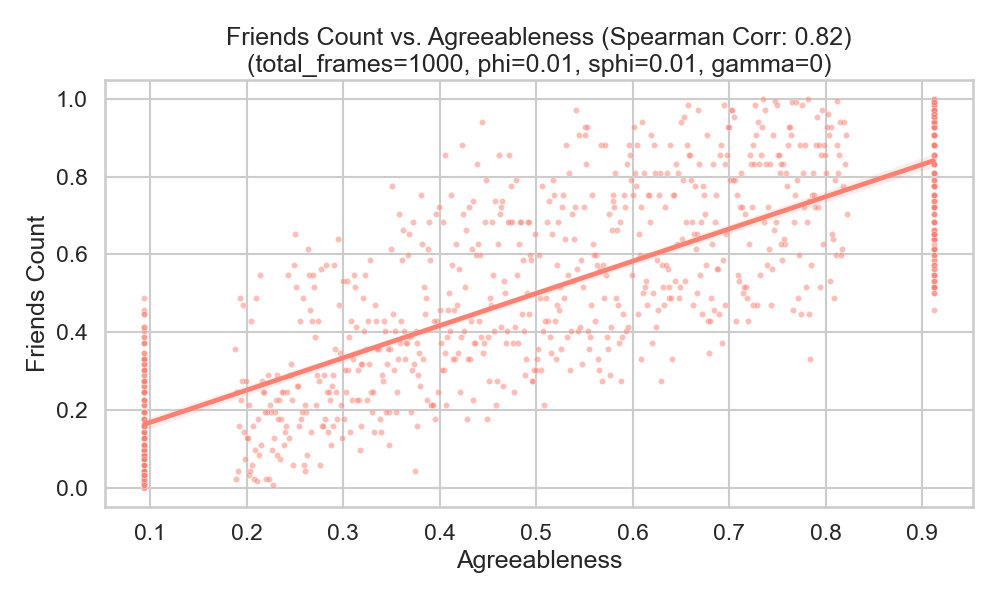 Friends Count vs. Agreeableness (Spearman Corr: 0.82)
(total_frames=1000, phi=0.01, sphi=0.01, gamma=0)
Friends Count
1.0
0.8
0.6
0.4
0.2
0.0
0.1 0.2 0.3 0.4 0.5 0.6 0.7 0.8 0.9
Agreeableness